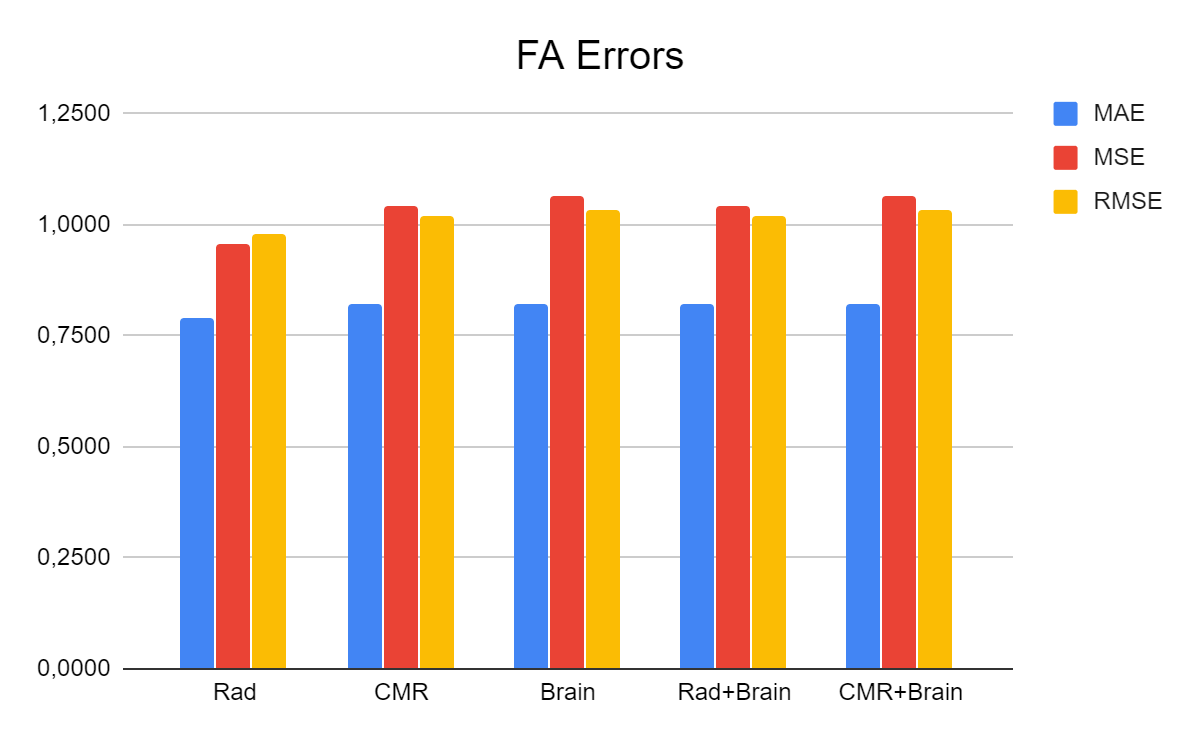 FA Errors
1,2500
1,0000
0,7500
0,5000
0,2500
0,0000
MAE
MSE
RMSE
Rad
CMR
Brain
Rad+Brain
CMR+Brain